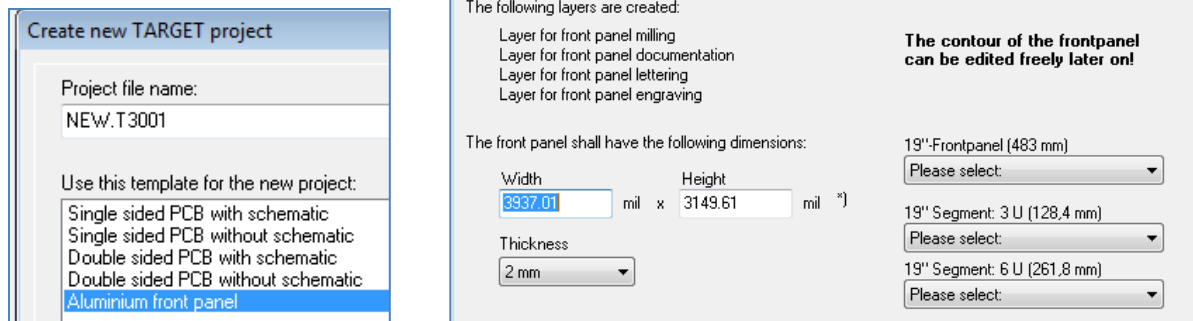 Create new TARGET project
Project file name:
NEW.T3001
Use this template for the new project:
Single sided PCB with schematic
Single sided PCB without schematic
Double sided PCB with schematic
Double sided PCB without schematic
Aluminium front panel
The following layers are created:
Layer for front panel milling
Layer for front panel documentation
Layer for front panel lettering
Layer for front panel engraving
The contour of the frontpanel
can be edited freely later on!
The front panel shall have the following dimensions:
Width Height
3937.01 mil x 3149.61 mil *)
Thickness
2 mm
19"-Frontpanel (483 mm)
Please select:
19" Segment: 3 U (128,4 mm)
Please select:
19" Segment: 6 U (261,8 mm)
Please select: